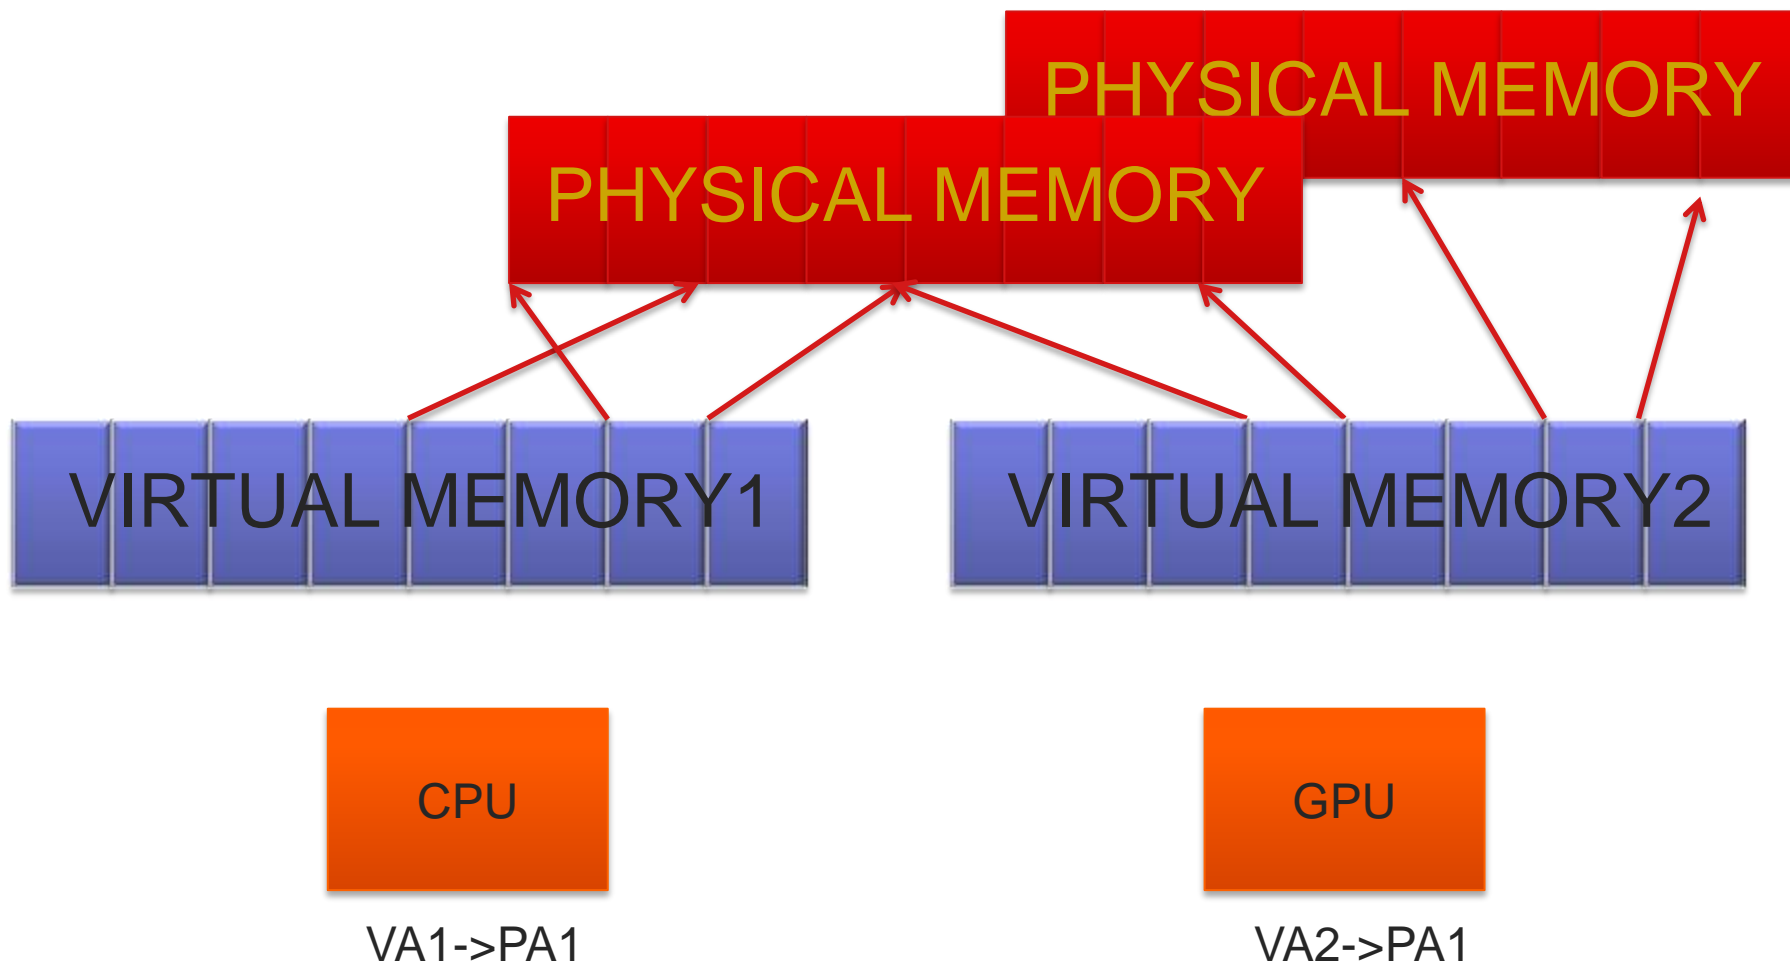 PHYSICAL MEMORY
PHYSICAL MEMORY
VIRTUAL MEMORY1
VIRTUAL MEMORY2
CPU
GPU
VA1->PA1
VA2->PA1